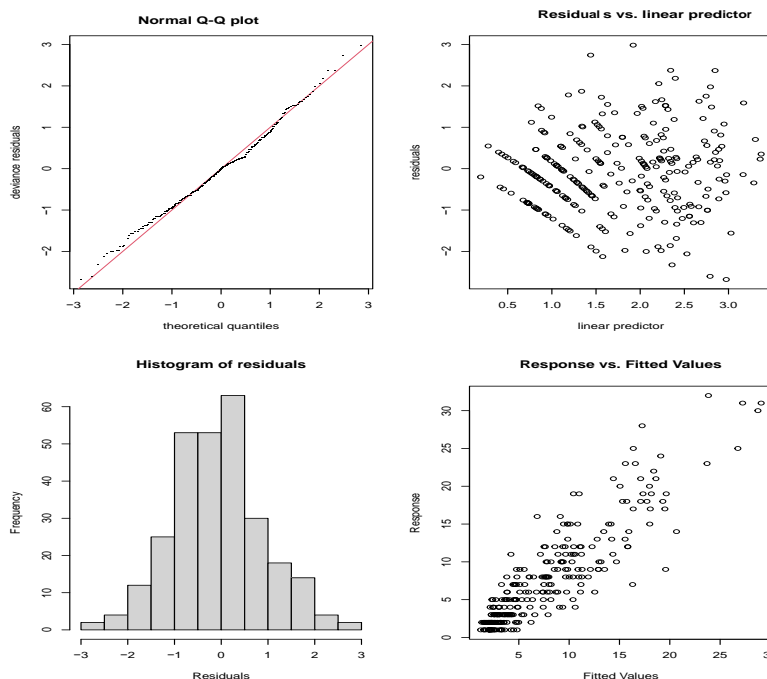 Normal Q-Q plot
deviance residuals
3
2
1
0
−1
−2
−3 −2 −1 0 1 2 3
theoretical quantiles
Residuals vs. linear predictor
residuals
3
2
1
0
−1
−2
0.5 1.0 1.5 2.0 2.5 3.0
linear predictor
Histogram of residuals
Frequency
60
50
40
30
20
10
0
−3 −2 −1 0 1 2 3
Residuals
Response vs. Fitted Values
Response
30
25
20
15
10
5
0
5 10 15 20 25
Fitted Values